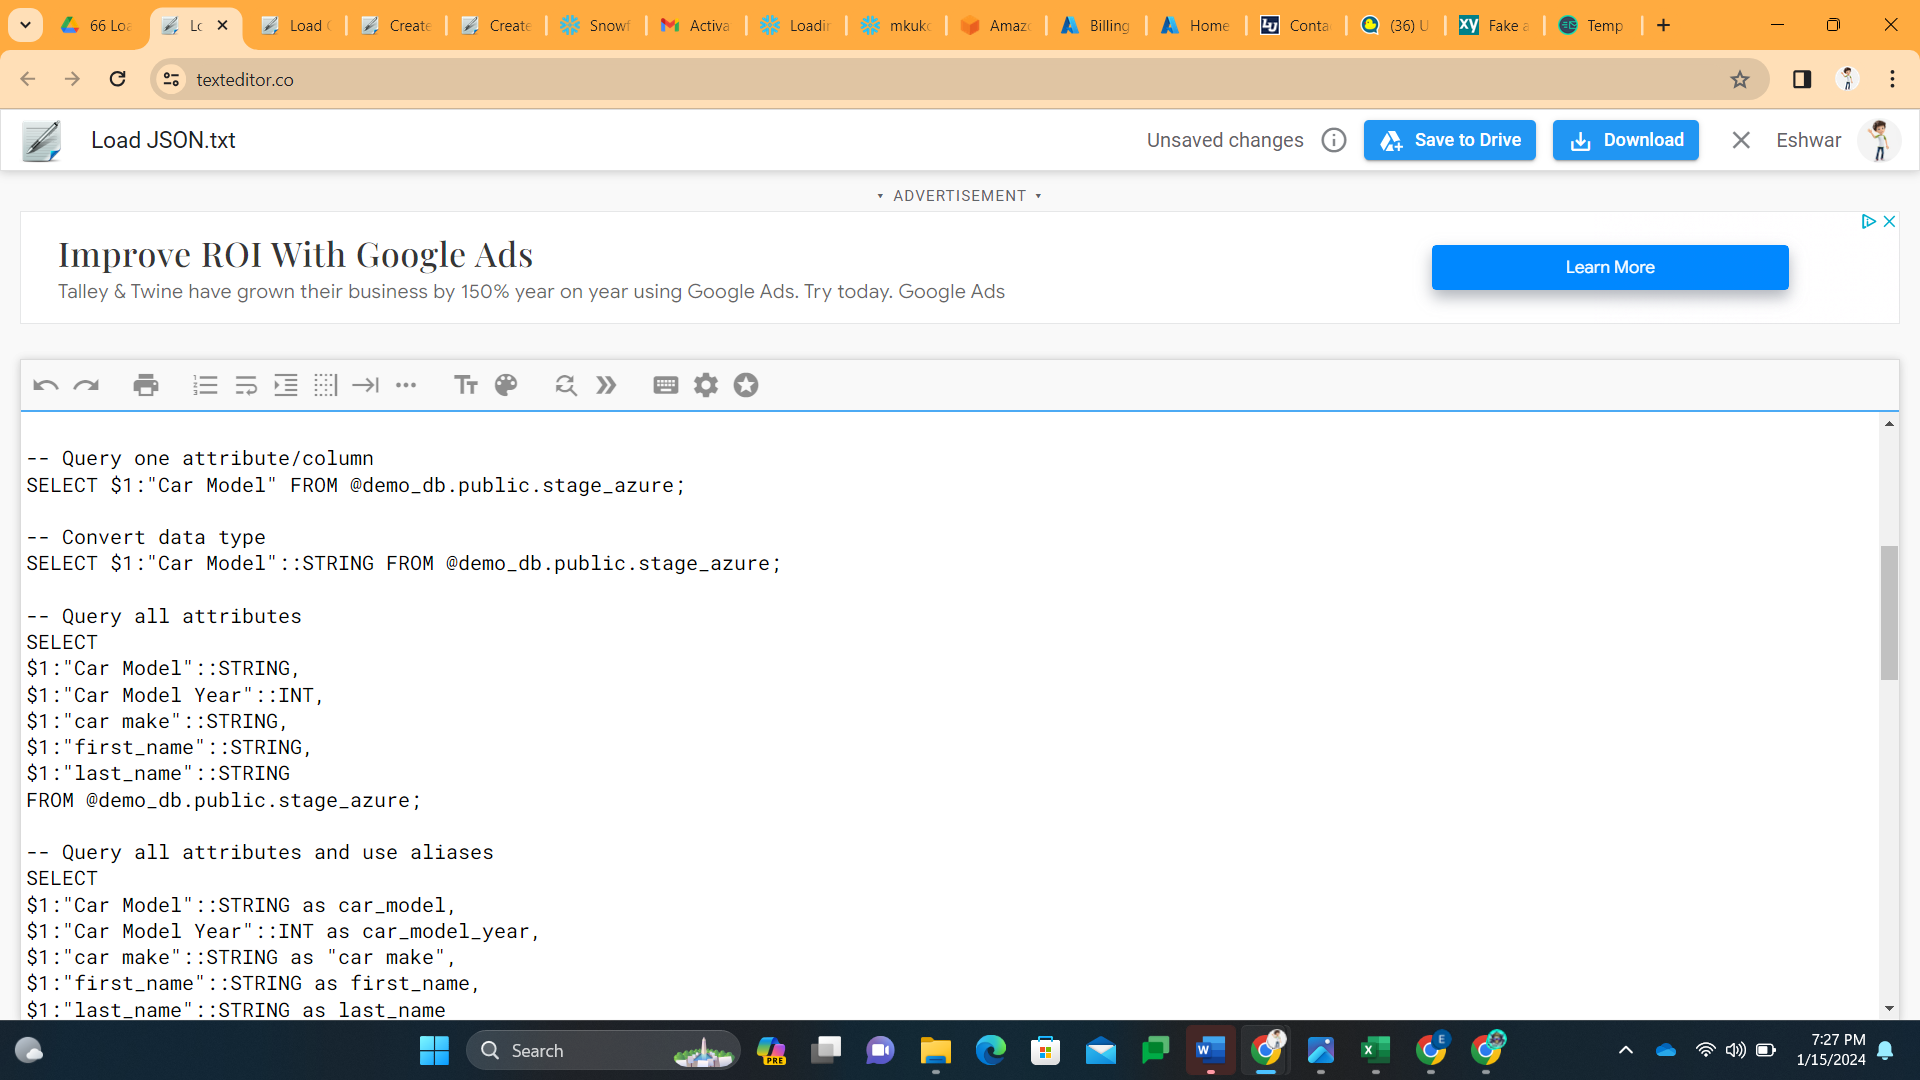 66 Loa
Lo
Load
Create
Create
Snowf
Activa
Loadin
mkuko
Amazo
Billing
Home
Conta
(36) U
Fake a
Temp
texteditor.co
Load JSON.txt
Unsaved changes
Save to Drive
Download
Eshwar
ADVERTISEMENT
Improve ROI With Google Ads
Talley & Twine have grown their business by 150% year on year using Google Ads. Try today. Google Ads
Learn More
-- Query one attribute/column
SELECT $1:"Car Model" FROM @demo_db.public.stage_azure;
-- Convert data type
SELECT $1:"Car Model"::STRING FROM @demo_db.public.stage_azure;
-- Query all attributes
SELECT
$1:"Car Model"::STRING,
$1:"Car Model Year"::INT,
$1:"car make"::STRING,
$1:"first_name"::STRING,
$1:"last_name"::STRING
FROM @demo_db.public.stage_azure;
-- Query all attributes and use aliases
SELECT
$1:"Car Model"::STRING as car_model,
$1:"Car Model Year"::INT as car_model_year,
$1:"car make"::STRING as "car make",
$1:"first_name"::STRING as first_name,
$1:"last_name"::STRING as last_name
Search
PRE
7:27 PM
1/15/2024